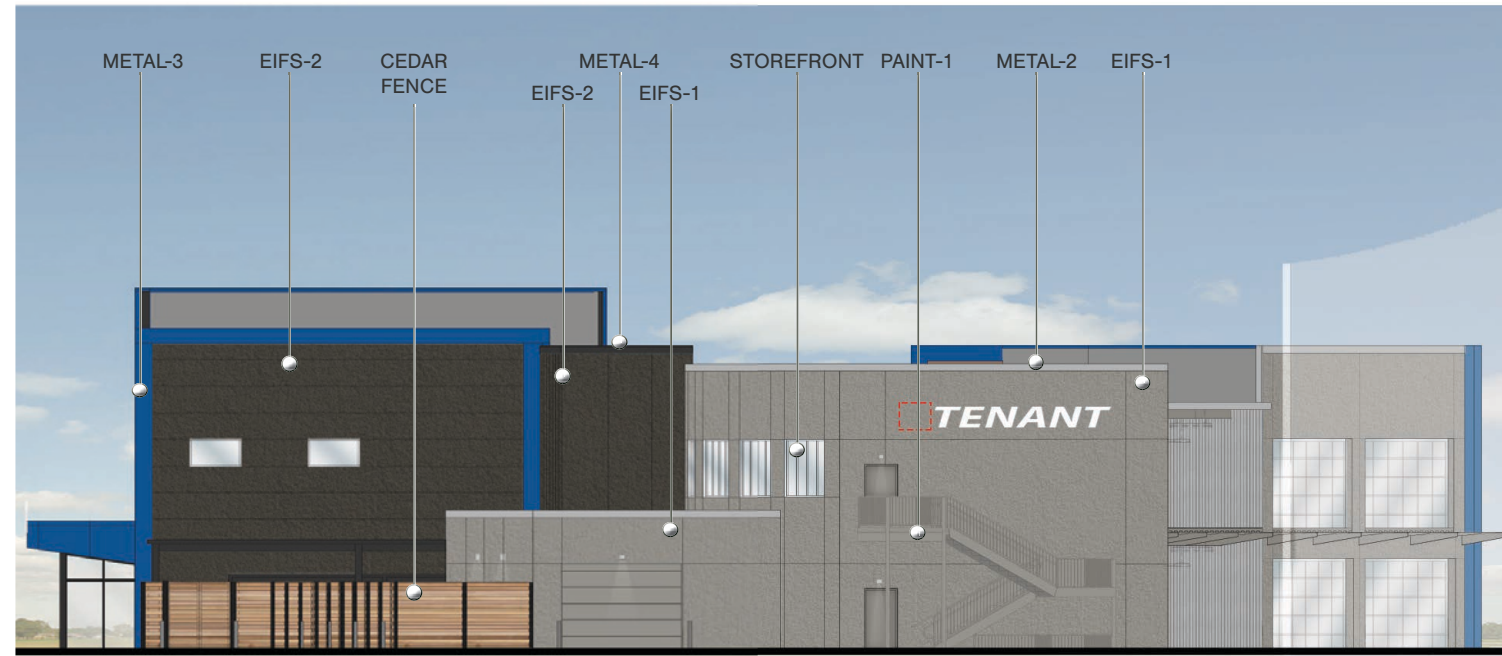 METAL-3
EIFS-2
CEDAR
FENCE
EIFS-2
METAL-4
EIFS-1
STOREFRONT
PAINT-1
METAL-2
EIFS-1
TENANT